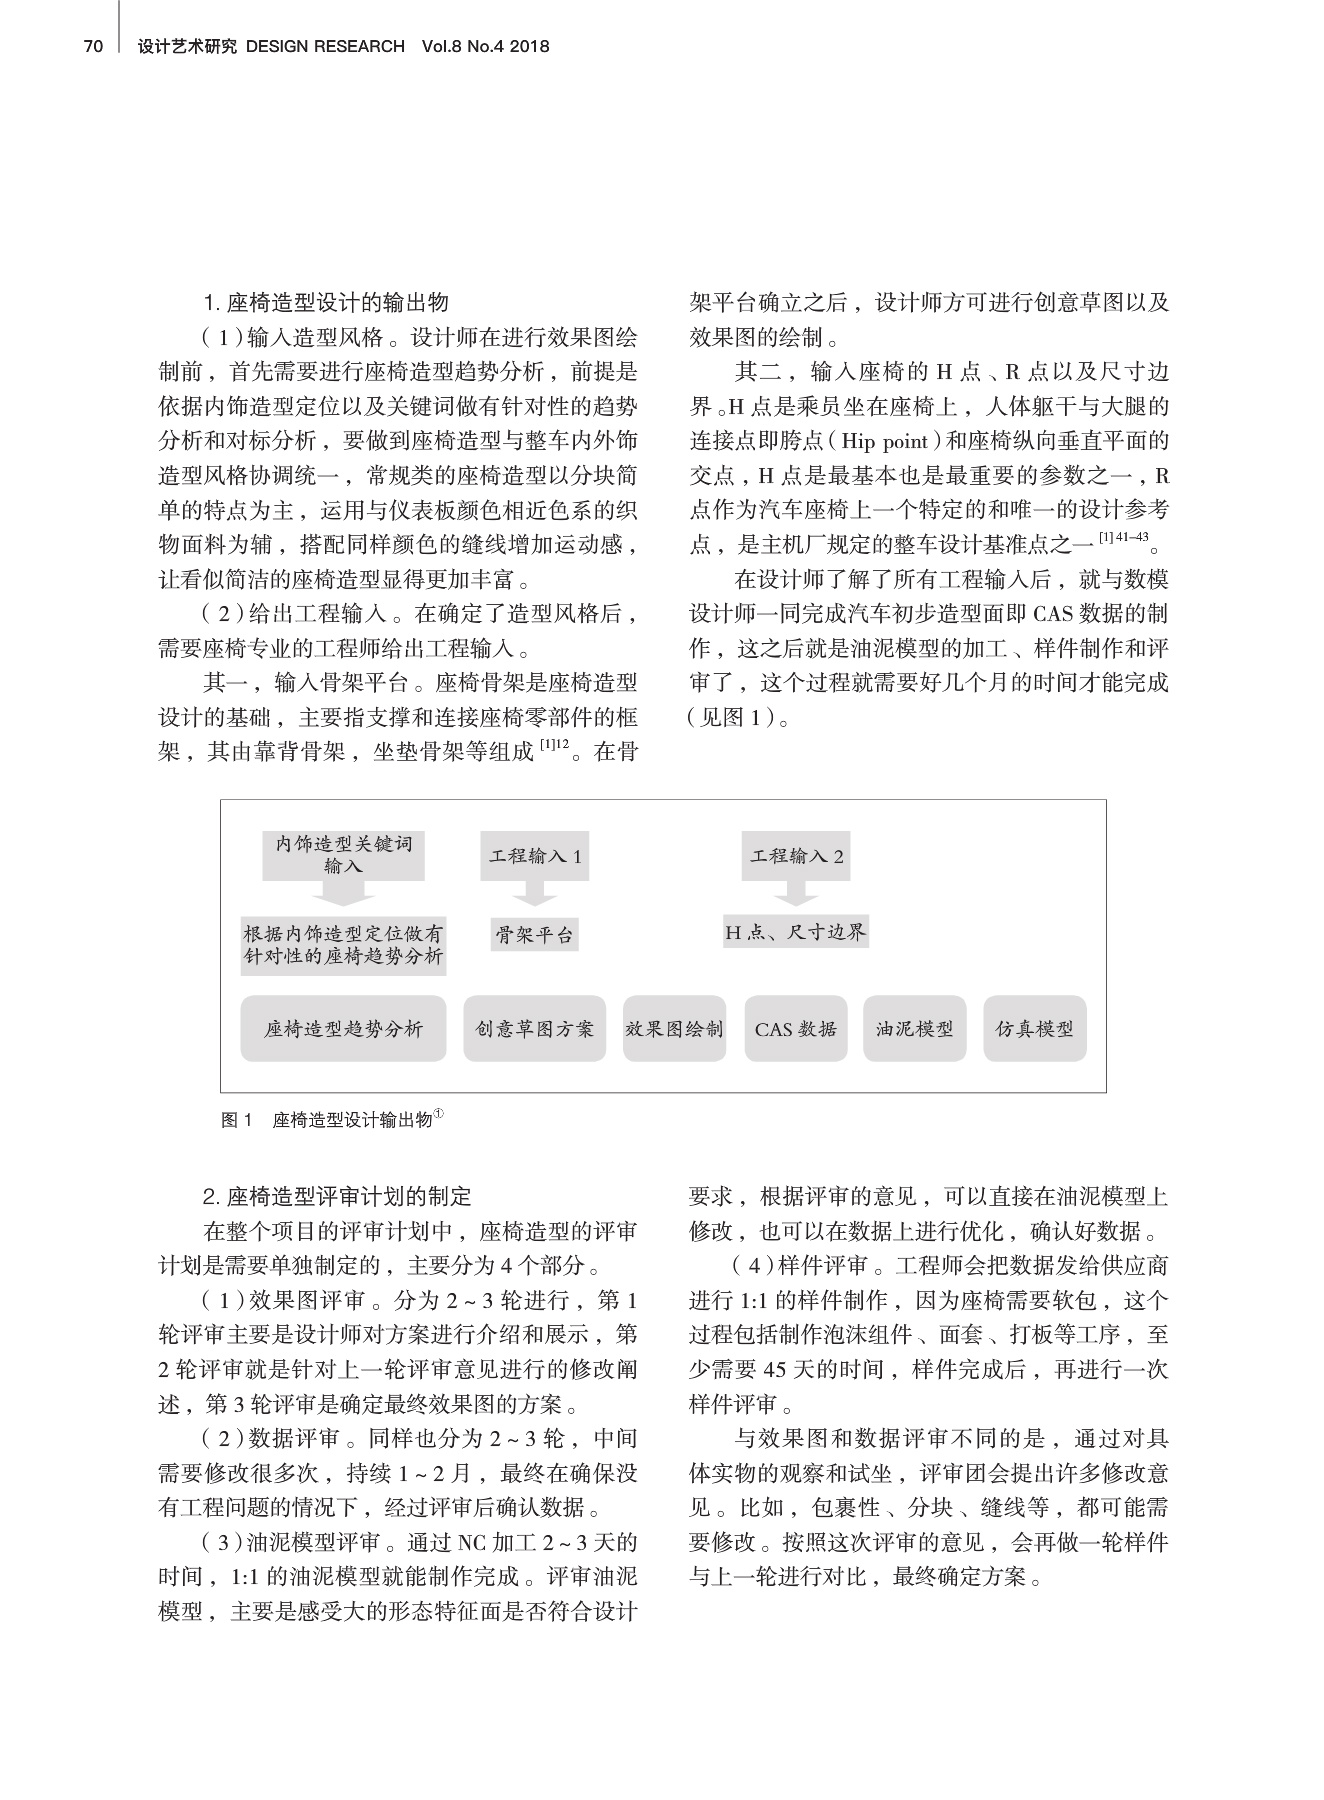 70 设计艺术研究 DESIGN RESEARCH Vol.8 No.4 2018
1. 座椅造型设计的输出物
（1）输入造型风格。设计师在进行效果图绘
制前，首先需要进行座椅造型趋势分析，前提是
依据内饰造型定位以及关键词做有针对性的趋势
分析和对标分析，要做到座椅造型与整车内外饰
造型风格协调统一，常规类的座椅造型以分块简
单的特点为主，运用与仪表板颜色相近色系的织
物面料为辅，搭配同样颜色的缝线增加运动感，
让看似简洁的座椅造型显得更加丰富。
（2）给出工程输入。在确定了造型风格后，
需要座椅专业的工程师给出工程输入。
其一，输入骨架平台。座椅骨架是座椅造型
设计的基础，主要指支撑和连接座椅零部件的框
架，其由靠背骨架，坐垫骨架等组成[1]12。在骨
架平台确立之后，设计师方可进行创意草图以及
效果图的绘制。
其二，输入座椅的 H 点、R 点以及尺寸边
界。H 点是乘员坐在座椅上，人体躯干与大腿的
连接点即胯点（Hip point）和座椅纵向垂直平面的
交点，H 点是最基本也是最重要的参数之一，R
点作为汽车座椅上一个特定的和唯一的设计参考
点，是主机厂规定的整车设计基准点之一[1]41–43。
在设计师了解了所有工程输入后，就与数模
设计师一同完成汽车初步造型面即 CAS 数据的制
作，这之后就是油泥模型的加工、样件制作和评
审了，这个过程就需要好几个月的时间才能完成
（见图 1）。
内饰造型关键词
输入
工程输入 1
工程输入 2
根据内饰造型定位做有
针对性的座椅趋势分析
骨架平台
H 点、尺寸边界
座椅造型趋势分析
创意草图方案
效果图绘制
CAS 数据
油泥模型
仿真模型
图 1 座椅造型设计输出物①
2. 座椅造型评审计划的制定
在整个项目的评审计划中，座椅造型的评审
计划是需要单独制定的，主要分为 4 个部分。
（1）效果图评审。分为 2 ~ 3 轮进行，第 1
轮评审主要是设计师对方案进行介绍和展示，第
2 轮评审就是针对上一轮评审意见进行的修改阐
述，第 3 轮评审是确定最终效果图的方案。
（2）数据评审。同样也分为 2 ~ 3 轮，中间
需要修改很多次，持续 1 ~ 2 月，最终在确保没
有工程问题的情况下，经过评审后确认数据。
（3）油泥模型评审。通过 NC 加工 2 ~ 3 天的
时间，1:1 的油泥模型就能制作完成。评审油泥
模型，主要是感受大的形态特征面是否符合设计
要求，根据评审的意见，可以直接在油泥模型上
修改，也可以在数据上进行优化，确认好数据。
（4）样件评审。工程师会把数据发给供应商
进行 1:1 的样件制作，因为座椅需要软包，这个
过程包括制作泡沫组件、面套、打板等工序，至
少需要 45 天的时间，样件完成后，再进行一次
样件评审。
与效果图和数据评审不同的是，通过对具
体实物的观察和试坐，评审团会提出许多修改意
见。比如，包裹性、分块、缝线等，都可能需
要修改。按照这次评审的意见，会再做一轮样件
与上一轮进行对比，最终确定方案。